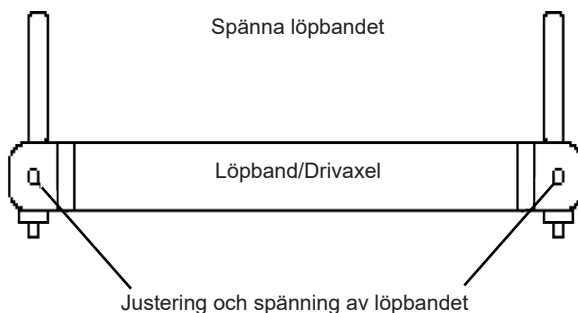 Spänna löpbandet
Löpband/Drivaxel
Justering och spänning av löpbandet